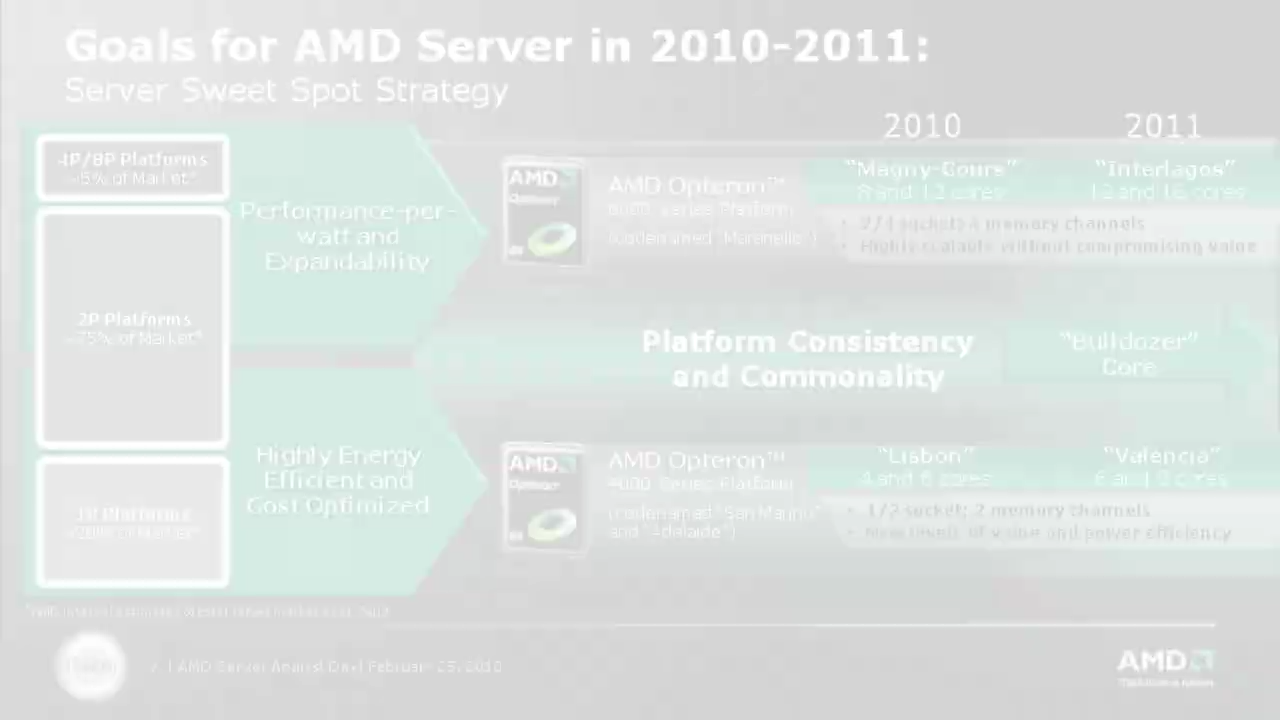 Goals for AMD Server in 2010-2011:
Server Sweet Spot Strategy
2010
2011
4P/8P Platforms
~5% of Market*
Performance-per-
watt and
Expandability
2P Platforms
~75% of Market*
Highly Energy
Efficient and
Cost Optimized
1P Platforms
AMD
Opteron
AMD Opteron™
6000 Series Platform
(codenamed "Maranello")
"Magny-Cours"
8 and 12 cores
"Interlagos"
12 and 16 cores
• 2/4 socket; 4 memory channels
• Highly scalable without compromising value
Platform Consistency
and Commonality
"Bulldozer"
Core
AMD
Opteron
AMD Opteron™
4000 Series Platform
(codenamed "San Marino"
and "Adelaide")
"Lisbon"
4 and 6 cores
"Valencia"
6 and 8 cores
• 1/2 socket; 2 memory channels
• New levels of value and power efficiency
| AMD Server Analyst Day | February 25, 2010
AMD